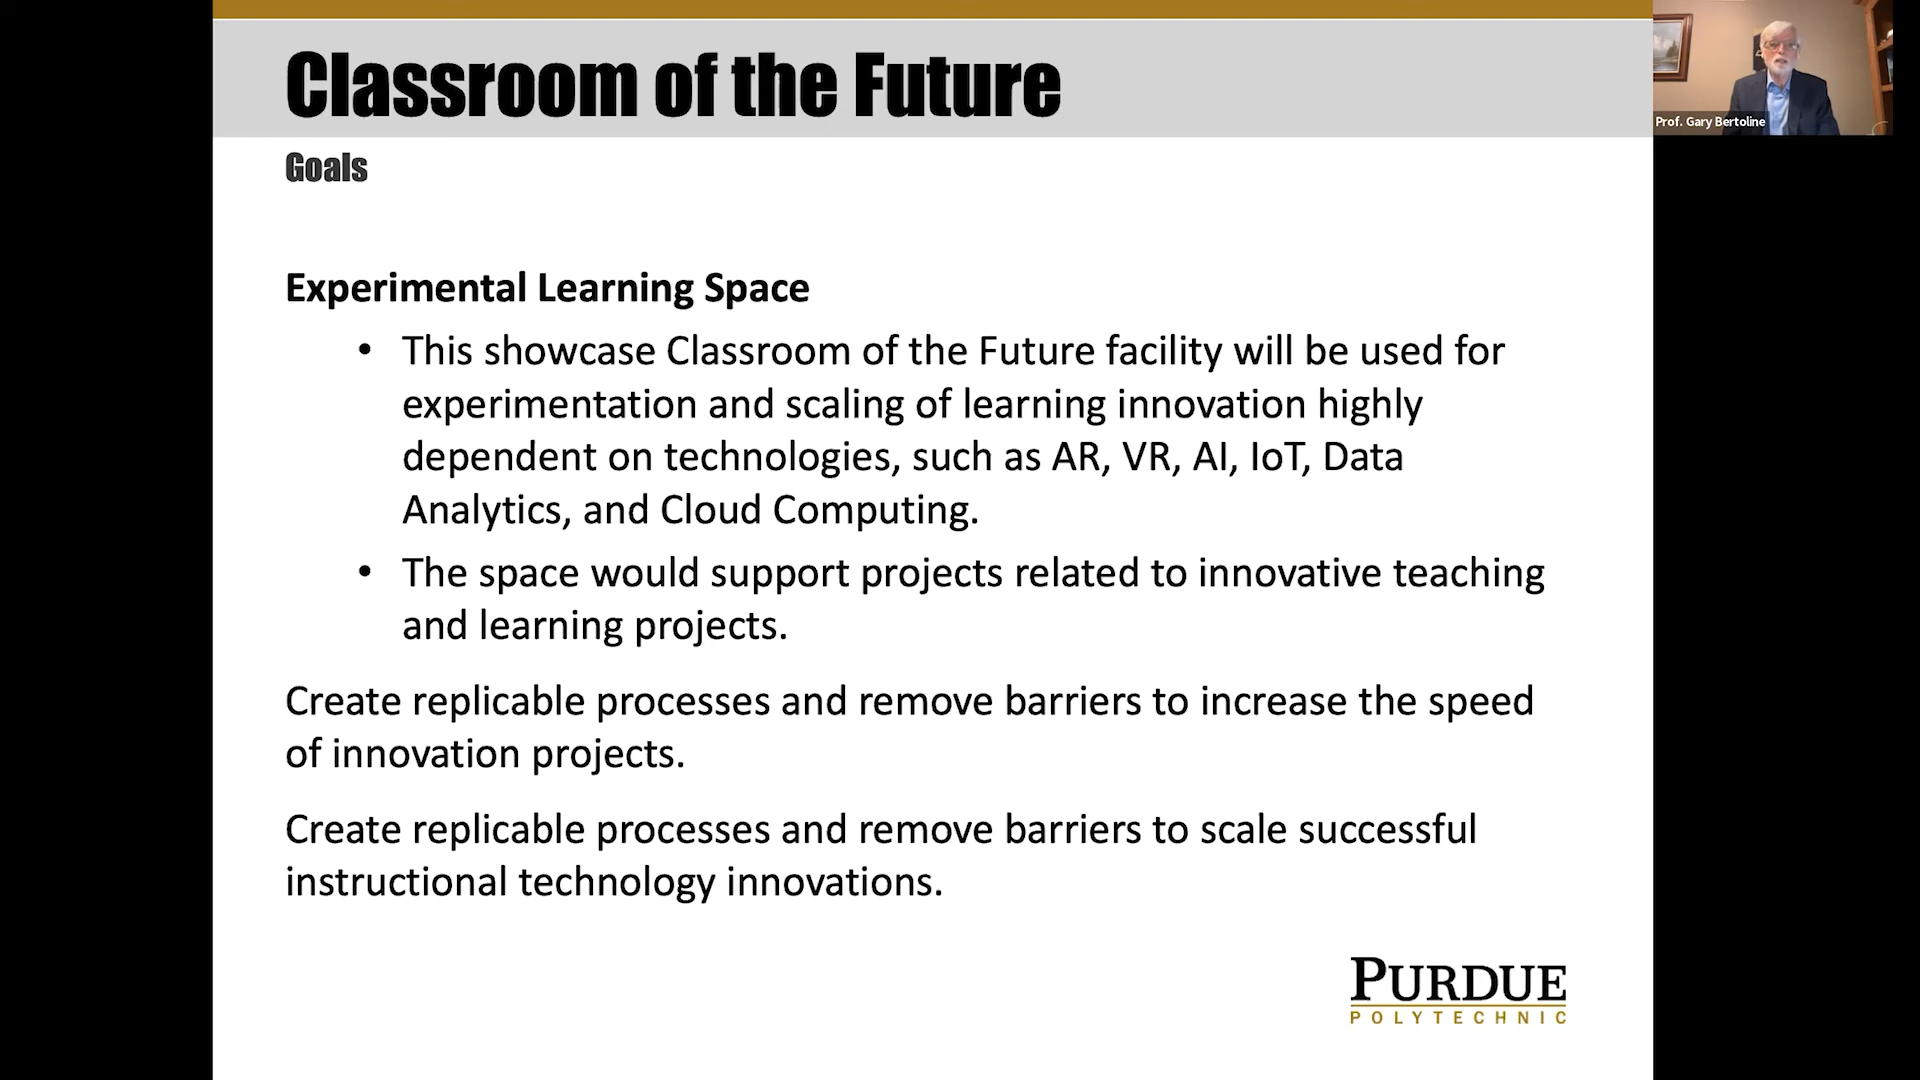 Classroom of the Future
Prof. Gary Bertoline
Goals
Experimental Learning Space
• This showcase Classroom of the Future facility will be used for
experimentation and scaling of learning innovation highly
dependent on technologies, such as AR, VR, AI, IoT, Data
Analytics, and Cloud Computing.
• The space would support projects related to innovative teaching
and learning projects.
Create replicable processes and remove barriers to increase the speed
of innovation projects.
Create replicable processes and remove barriers to scale successful
instructional technology innovations.
PURDUE
POLYTECHNIC